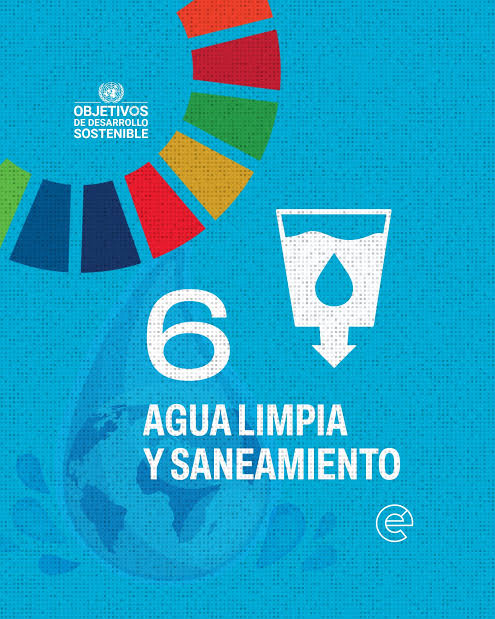 OBJETIVOS
DE DESARROLLO
SOSTENIBLE
6
AGUA LIMPIA
Y SANEAMIENTO